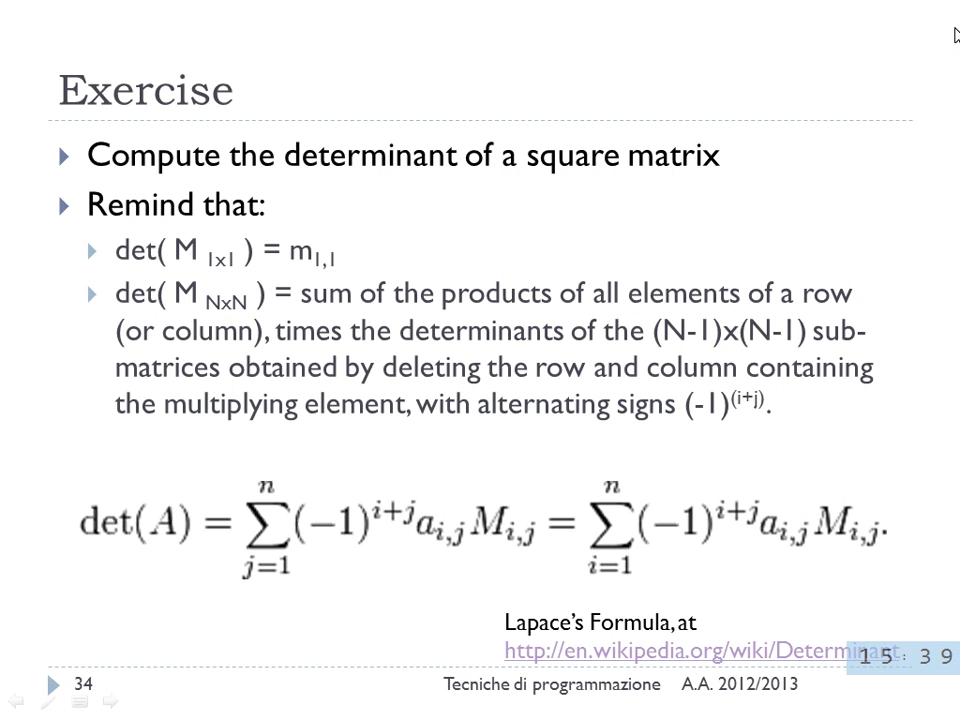 Exercise
Compute the determinant of a square matrix
Remind that:
det( M 1x1 ) = m1,1
det( M NxN ) = sum of the products of all elements of a row
(or column), times the determinants of the (N-1)x(N-1) sub-
matrices obtained by deleting the row and column containing
the multiplying element, with alternating signs (-1)^(i+j).
det(A) = ∑_{j=1}^{n} (−1)^{i+j} a_{i,j} M_{i,j} = ∑_{i=1}^{n} (−1)^{i+j} a_{i,j} M_{i,j}.
Lapace's Formula, at
http://en.wikipedia.org/wiki/Determinant
15:39
34 Tecniche di programmazione A.A. 2012/2013